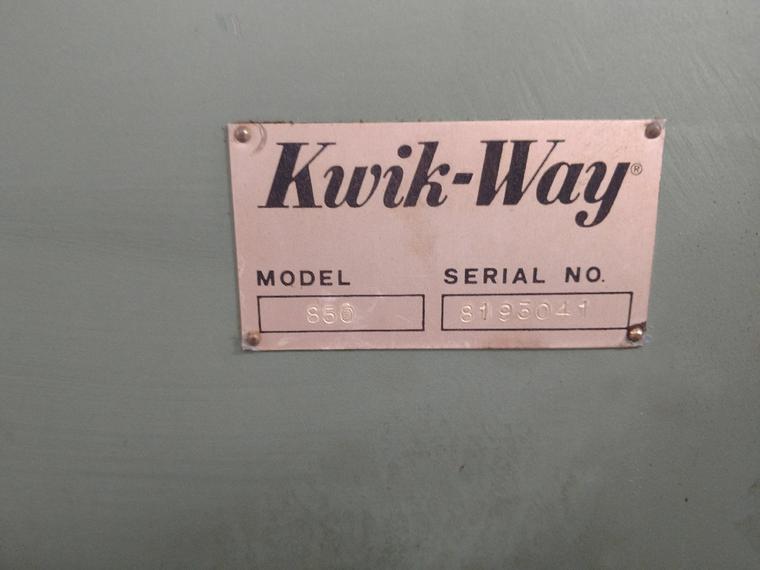 Kwik-Way®
MODEL SERIAL NO.
850 8193041